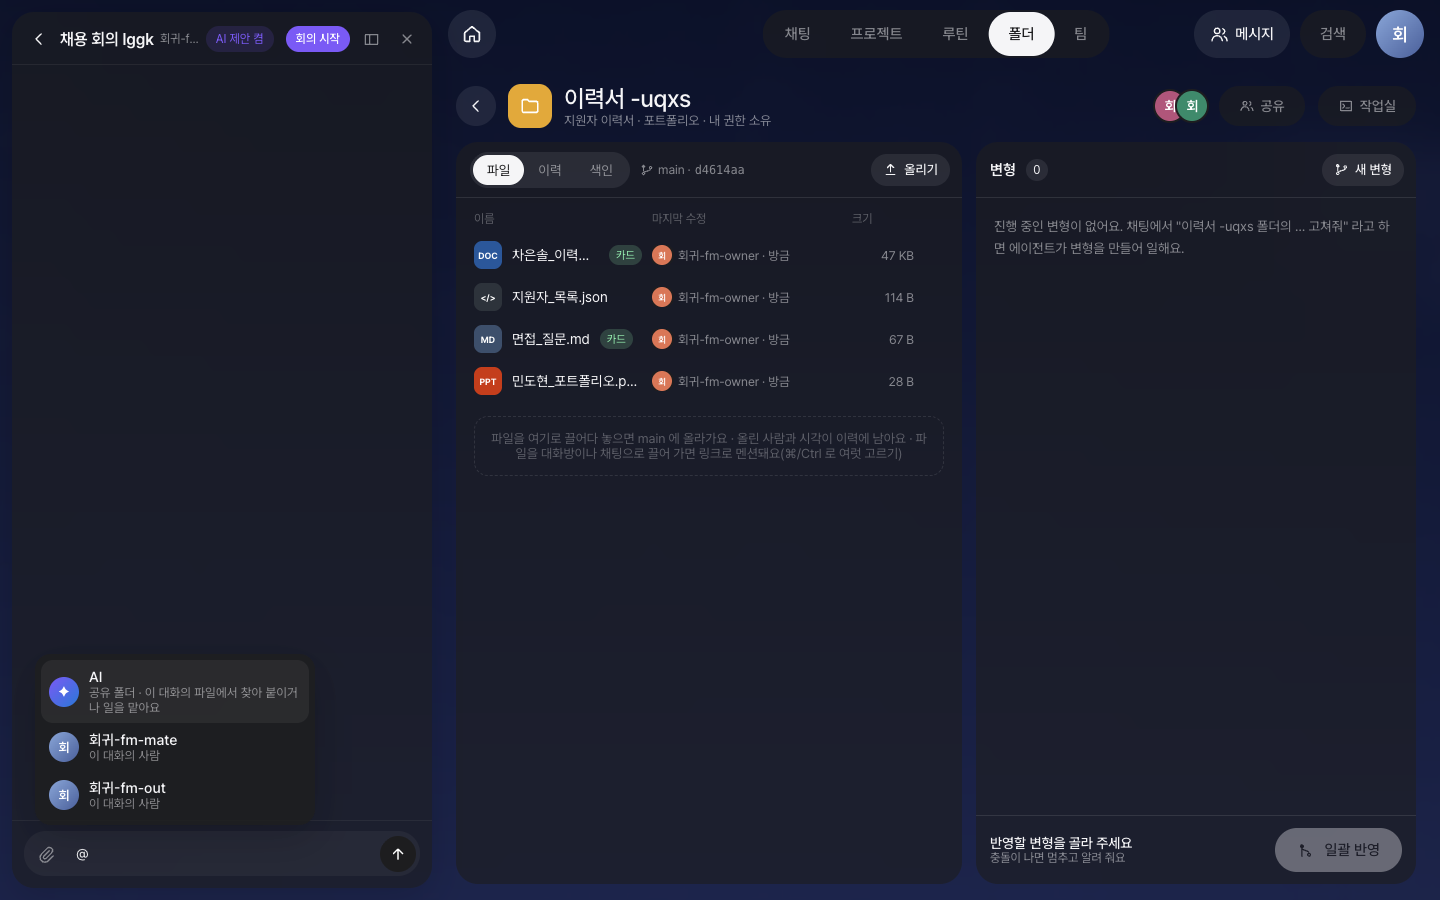 채용 회의 lggk 회귀-f... AI 제안 켬 회의 시작
채팅 프로젝트 루틴 폴더 팀
메시지 검색 회
이력서 -uqxs
지원자 이력서 · 포트폴리오 · 내 권한 소유
회 회 공유 작업실
파일 이력 색인 main · d4614aa 올리기
이름 마지막 수정 크기
DOC 차은솔_이력... 카드 회 회귀-fm-owner · 방금 47 KB
</> 지원자_목록.json 회 회귀-fm-owner · 방금 114 B
MD 면접_질문.md 카드 회 회귀-fm-owner · 방금 67 B
PPT 민도현_포트폴리오.p... 회 회귀-fm-owner · 방금 28 B
파일을 여기로 끌어다 놓으면 main 에 올라가요 · 올린 사람과 시각이 이력에 남아요 · 파
일을 대화방이나 채팅으로 끌어 가면 링크로 멘션돼요(⌘/Ctrl 로 여럿 고르기)
변형 0 새 변형
진행 중인 변형이 없어요. 채팅에서 "이력서 -uqxs 폴더의 ... 고쳐줘" 라고 하
면 에이전트가 변형을 만들어 일해요.
AI
공유 폴더 · 이 대화의 파일에서 찾아 붙이거
나 일을 맡아요
회 회귀-fm-mate
이 대화의 사람
회 회귀-fm-out
이 대화의 사람
@
반영할 변형을 골라 주세요
충돌이 나면 멈추고 알려 줘요
일괄 반영